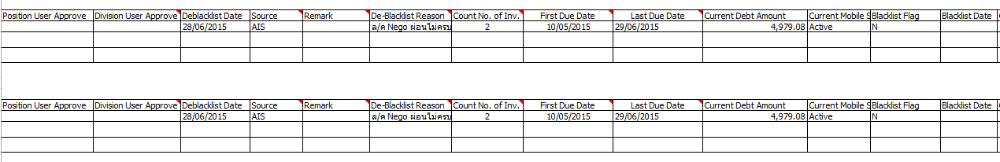 Position User Approve Division User Approve Deblacklist Date Source Remark De-Blacklist Reason Count No. of Inv. First Due Date Last Due Date Current Debt Amount Current Mobile S Blacklist Flag Blacklist Date
28/06/2015 AIS ล/ค Nego ผ่อนไม่ครบ 2 10/05/2015 29/06/2015 4,979.08 Active N
Position User Approve Division User Approve Deblacklist Date Source Remark De-Blacklist Reason Count No. of Inv. First Due Date Last Due Date Current Debt Amount Current Mobile S Blacklist Flag Blacklist Date
28/06/2015 AIS ล/ค Nego ผ่อนไม่ครบ 2 10/05/2015 29/06/2015 4,979.08 Active N